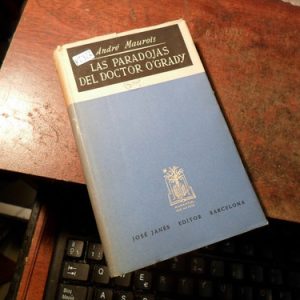 André Maurois
LAS PARADOJAS
DEL DOCTOR O'GRADY
JOSÉ JANÉS EDITOR BARCELONA